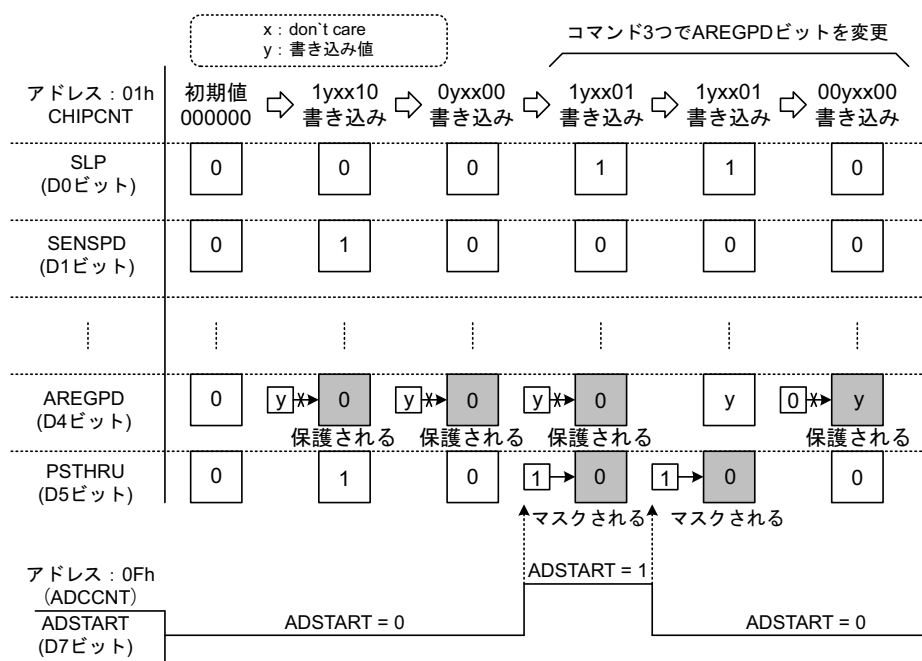 x：don`t care
y：書き込み値
コマンド3つでAREGPDビットを変更
アドレス：01h
CHIPCNT
初期値
000000
1yxx10
書き込み
0yxx00
書き込み
1yxx01
書き込み
1yxx01
書き込み
00yxx00
書き込み
SLP
(D0ビット)
0
0
0
1
1
0
SENSPD
(D1ビット)
0
1
0
0
0
0
AREGPD
(D4ビット)
0
y
0
y
0
y
0
y
0
y
保護される
保護される
保護される
保護される
PSTHRU
(D5ビット)
0
1
0
1
0
1
0
0
マスクされる
マスクされる
アドレス：0Fh
（ADCCNT）
ADSTART
(D7ビット)
ADSTART = 0
ADSTART = 1
ADSTART = 0